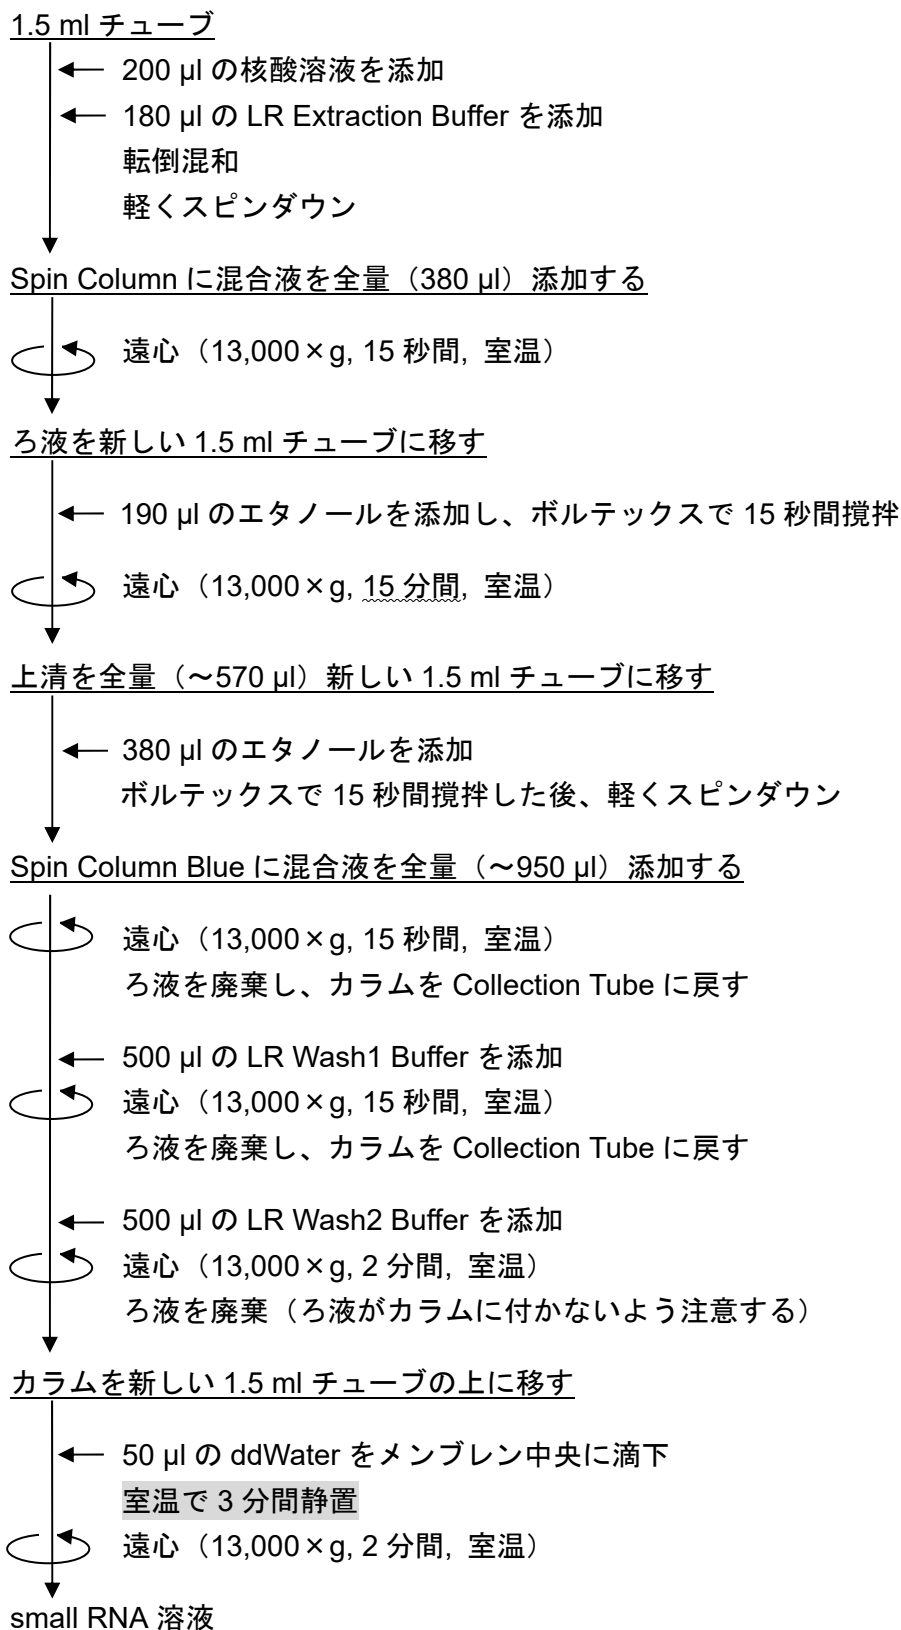 1.5 ml チューブ
200 µl の核酸溶液を添加
180 µl の LR Extraction Buffer を添加
転倒混和
軽くスピンダウン
Spin Column に混合液を全量（380 µl）添加する
遠心（13,000×g, 15 秒間, 室温）
ろ液を新しい 1.5 ml チューブに移す
190 µl のエタノールを添加し、ボルテックスで 15 秒間撹拌
遠心（13,000×g, 15 分間, 室温）
上清を全量（～570 µl）新しい 1.5 ml チューブに移す
380 µl のエタノールを添加
ボルテックスで 15 秒間撹拌した後、軽くスピンダウン
Spin Column Blue に混合液を全量（～950 µl）添加する
遠心（13,000×g, 15 秒間, 室温）
ろ液を廃棄し、カラムを Collection Tube に戻す
500 µl の LR Wash1 Buffer を添加
遠心（13,000×g, 15 秒間, 室温）
ろ液を廃棄し、カラムを Collection Tube に戻す
500 µl の LR Wash2 Buffer を添加
遠心（13,000×g, 2 分間, 室温）
ろ液を廃棄（ろ液がカラムに付かないよう注意する）
カラムを新しい 1.5 ml チューブの上に移す
50 µl の ddWater をメンブレン中央に滴下
室温で 3 分間静置
遠心（13,000×g, 2 分間, 室温）
small RNA 溶液